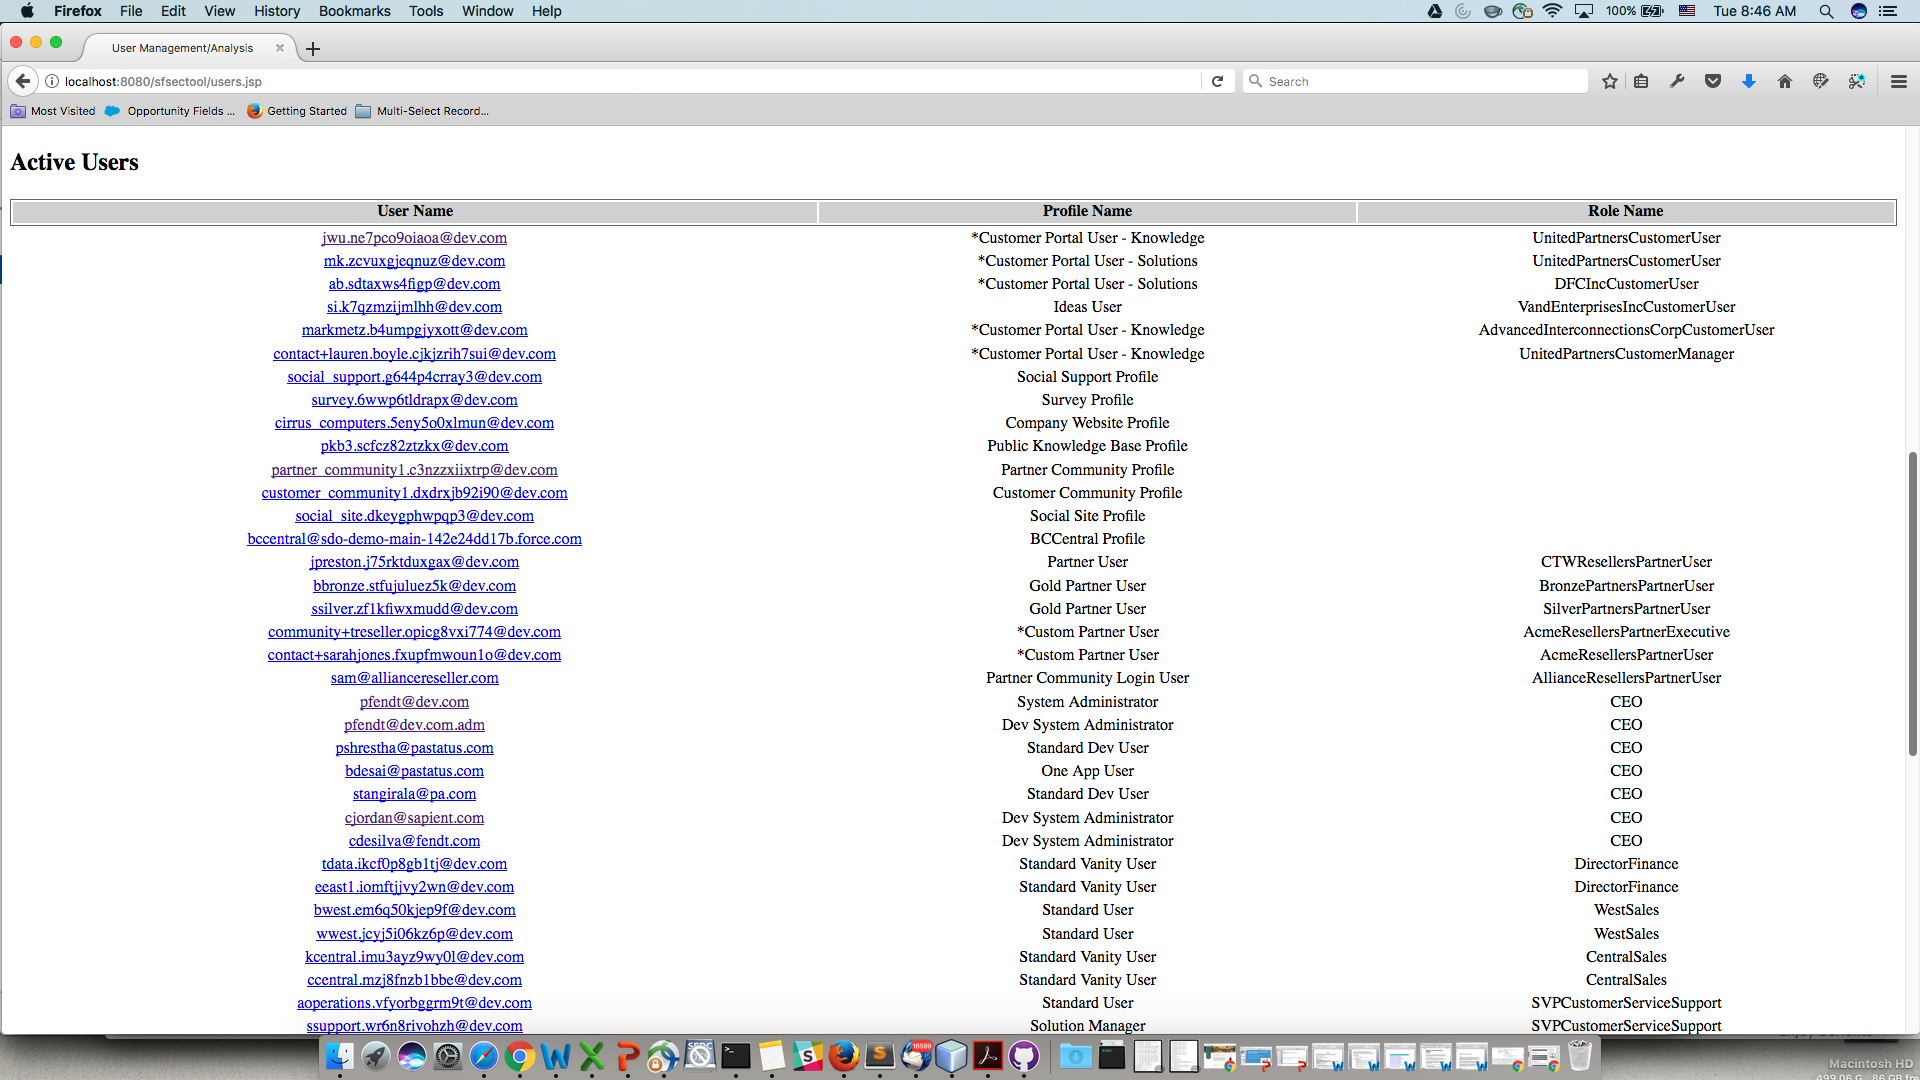 Firefox File Edit View History Bookmarks Tools Window Help 100% Tue 8:46 AM
User Management/Analysis
localhost:8080/sfsectool/users.jsp Search
Most Visited Opportunity Fields ... Getting Started Multi-Select Record...
Active Users
User Name Profile Name Role Name
jwu.ne7pco9oiaoa@dev.com *Customer Portal User - Knowledge UnitedPartnersCustomerUser
mk.zcvuxgjeqnuz@dev.com *Customer Portal User - Solutions UnitedPartnersCustomerUser
ab.sdtaxws4figp@dev.com *Customer Portal User - Solutions DFCIncCustomerUser
si.k7qzmzijmlhh@dev.com Ideas User VandEnterprisesIncCustomerUser
markmetz.b4umpgjyxott@dev.com *Customer Portal User - Knowledge AdvancedInterconnectionsCorpCustomerUser
contact+lauren.boyle.cjkjzrih7sui@dev.com *Customer Portal User - Knowledge UnitedPartnersCustomerManager
social_support.g644p4crray3@dev.com Social Support Profile
survey.6wwp6tldrapx@dev.com Survey Profile
cirrus_computers.5eny5o0xlmun@dev.com Company Website Profile
pkb3.scfcz82ztzkx@dev.com Public Knowledge Base Profile
partner_community1.c3nzzxiixtrp@dev.com Partner Community Profile
customer_community1.dxdrxjb92i90@dev.com Customer Community Profile
social_site.dkeygphwpqp3@dev.com Social Site Profile
bccentral@sdo-demo-main-142e24dd17b.force.com BCCentral Profile
jpreston.j75rktduxgax@dev.com Partner User CTWResellersPartnerUser
bbronze.stfujuluez5k@dev.com Gold Partner User BronzePartnersPartnerUser
ssilver.zf1kfiwxmudd@dev.com Gold Partner User SilverPartnersPartnerUser
community+treseller.opicg8vxi774@dev.com *Custom Partner User AcmeResellersPartnerExecutive
contact+sarahjones.fxupfmwoun1o@dev.com *Custom Partner User AcmeResellersPartnerUser
sam@alliancereseller.com Partner Community Login User AllianceResellersPartnerUser
pfendt@dev.com System Administrator CEO
pfendt@dev.com.adm Dev System Administrator CEO
pshrestha@pastatus.com Standard Dev User CEO
bdesai@pastatus.com One App User CEO
stangirala@pa.com Standard Dev User CEO
cjordan@sapient.com Dev System Administrator CEO
cdesilva@fendt.com Dev System Administrator CEO
tdata.ikcf0p8gb1tj@dev.com Standard Vanity User DirectorFinance
eeast1.iomftjjvy2wn@dev.com Standard Vanity User DirectorFinance
bwest.em6q50kjep9f@dev.com Standard User WestSales
wwest.jcyj5i06kz6p@dev.com Standard User WestSales
kcentral.imu3ayz9wy0l@dev.com Standard Vanity User CentralSales
ccentral.mzj8fnzb1bbe@dev.com Standard Vanity User CentralSales
aoperations.vfyorbggrm9t@dev.com Standard User SVPCustomerServiceSupport
ssupport.wr6n8rivohzh@dev.com Solution Manager SVPCustomerServiceSupport
18599
Macintosh HD